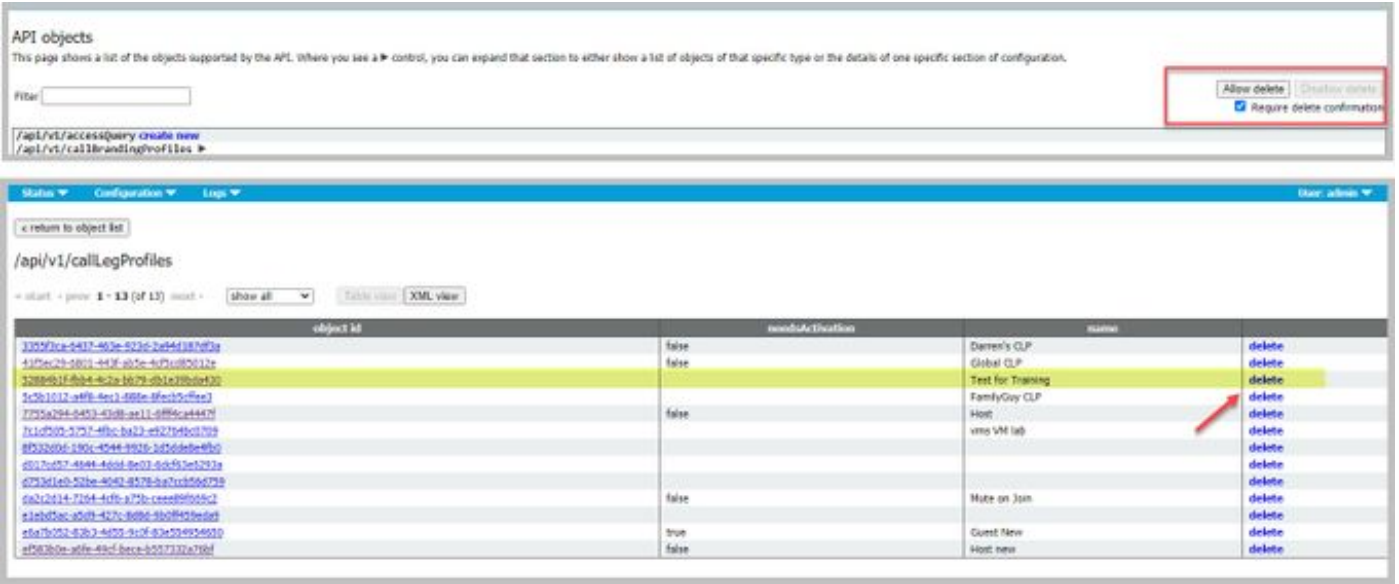 API objects
This page shows a list of the objects supported by the API. Where you see a ▶ control, you can expand that section to either show a list of objects of that specific type or the details of one specific section of configuration.
Filter
Allow delete Disallow delete
Require delete confirmation
/api/v1/accessQuery create new
/api/v1/callBrandingProfiles ▶
Status ▼ Configuration ▼ Logs ▼ User: admin ▼
< return to object list
/api/v1/callLegProfiles
« start ‹ prev 1 - 13 (of 13) next › show all Table view XML view
object id needsActivation name
false Darren's CLP delete
false Global CLP delete
Test for Training delete
FamilyGuy CLP delete
false Host delete
vms VM lab delete
delete
delete
delete
false Mute on Join delete
delete
true Guest New delete
false Host new delete